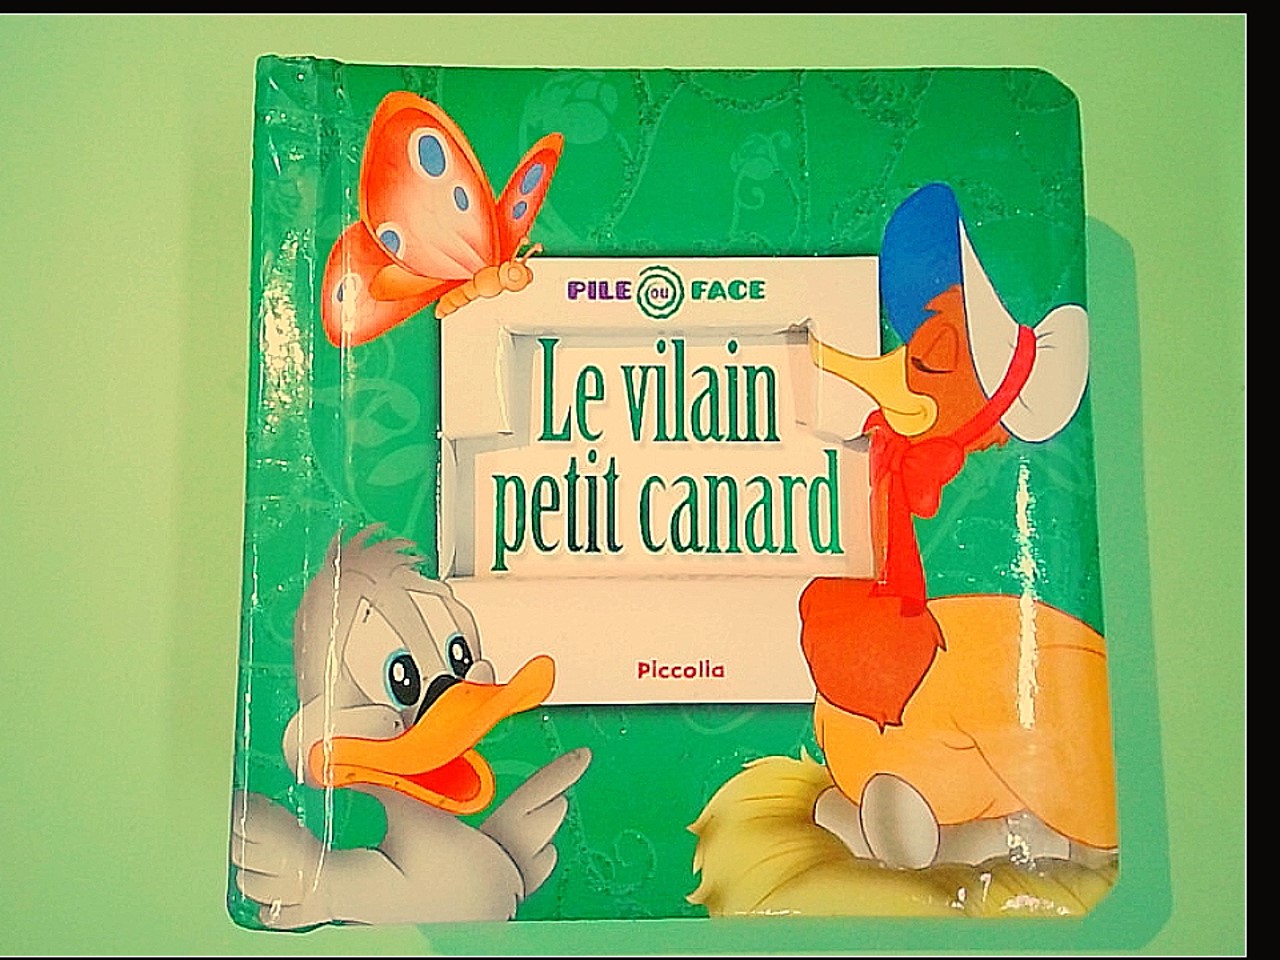 PILE ou FACE
Le vilain
petit canard
Piccolia